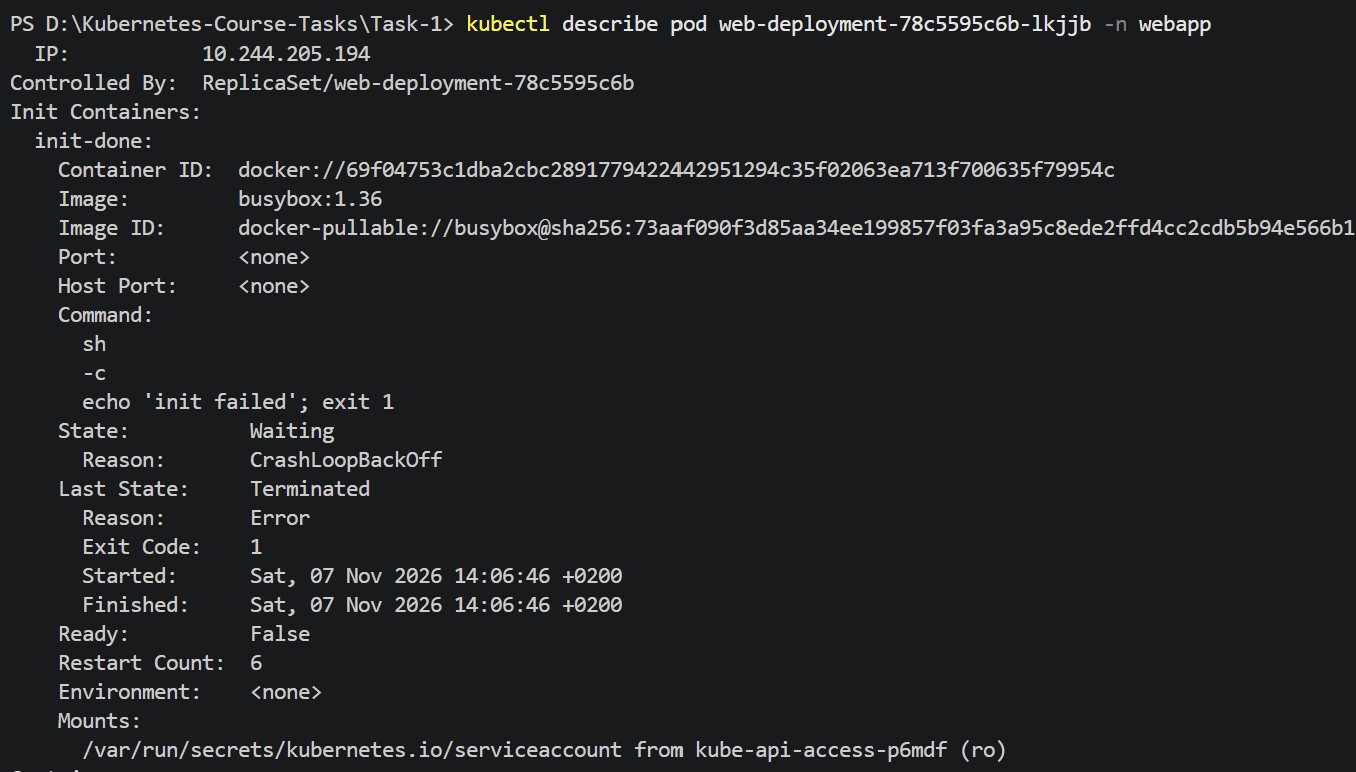 PS D:\Kubernetes-Course-Tasks\Task-1> kubectl describe pod web-deployment-78c5595c6b-lkjjb -n webapp
  IP:           10.244.205.194
Controlled By:  ReplicaSet/web-deployment-78c5595c6b
Init Containers:
  init-done:
    Container ID:  docker://69f04753c1dba2cbc2891779422442951294c35f02063ea713f700635f79954c
    Image:         busybox:1.36
    Image ID:      docker-pullable://busybox@sha256:73aaf090f3d85aa34ee199857f03fa3a95c8ede2ffd4cc2cdb5b94e566b1
    Port:          <none>
    Host Port:     <none>
    Command:
      sh
      -c
      echo 'init failed'; exit 1
    State:          Waiting
      Reason:       CrashLoopBackOff
    Last State:     Terminated
      Reason:       Error
      Exit Code:    1
      Started:      Sat, 07 Nov 2026 14:06:46 +0200
      Finished:     Sat, 07 Nov 2026 14:06:46 +0200
    Ready:          False
    Restart Count:  6
    Environment:    <none>
    Mounts:
      /var/run/secrets/kubernetes.io/serviceaccount from kube-api-access-p6mdf (ro)